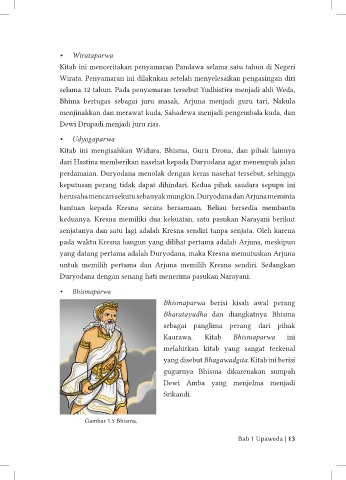 • Wirataparwa
Kitab ini menceritakan penyamaran Pandawa selama satu tahun di Negeri
Wirata. Penyamaran ini dilakukan setelah menyelesaikan pengasingan diri
selama 12 tahun. Pada penyamaran tersebut Yudhistira menjadi ahli Weda,
Bhima bertugas sebagai juru masak, Arjuna menjadi guru tari, Nakula
menjinakkan dan merawat kuda, Sahadewa menjadi pengembala kuda, dan
Dewi Drupadi menjadi juru rias.
• Udyogaparwa
Kitab ini mengisahkan Widura, Bhisma, Guru Drona, dan pihak lainnya
dari Hastina memberikan nasehat kepada Duryodana agar menempuh jalan
perdamaian. Duryodana menolak dengan keras nasehat tersebut, sehingga
keputusan perang tidak dapat dihindari. Kedua pihak saudara sepupu ini
berusaha mencari sekutu sebanyak mungkin. Duryodana dan Arjuna meminta
bantuan kepada Kresna secara bersamaan. Beliau bersedia membantu
keduanya. Kresna memiliki dua kekuatan, satu pasukan Narayani berikut
senjatanya dan satu lagi adalah Kresna sendiri tanpa senjata. Oleh karena
pada waktu Kresna bangun yang dilihat pertama adalah Arjuna, meskipun
yang datang pertama adalah Duryodana, maka Kresna memutuskan Arjuna
untuk memilih pertama dan Arjuna memilih Kresna sendiri. Sedangkan
Duryodana dengan senang hati menerima pasukan Narayani.
• Bhismaparwa
Bhismaparwa berisi kisah awal perang
Bharatayudha dan diangkatnya Bhisma
sebagai panglima perang dari pihak
Kaurawa. Kitab Bhismaparwa ini
melahirkan kitab yang sangat terkenal
yang disebut Bhagawadgita. Kitab ini berisi
gugurnya Bhisma dikarenakan sumpah
Dewi Amba yang menjelma menjadi
Srikandi.
Gambar 1.5 Bhisma.
Bab 1 Upaweda | 13